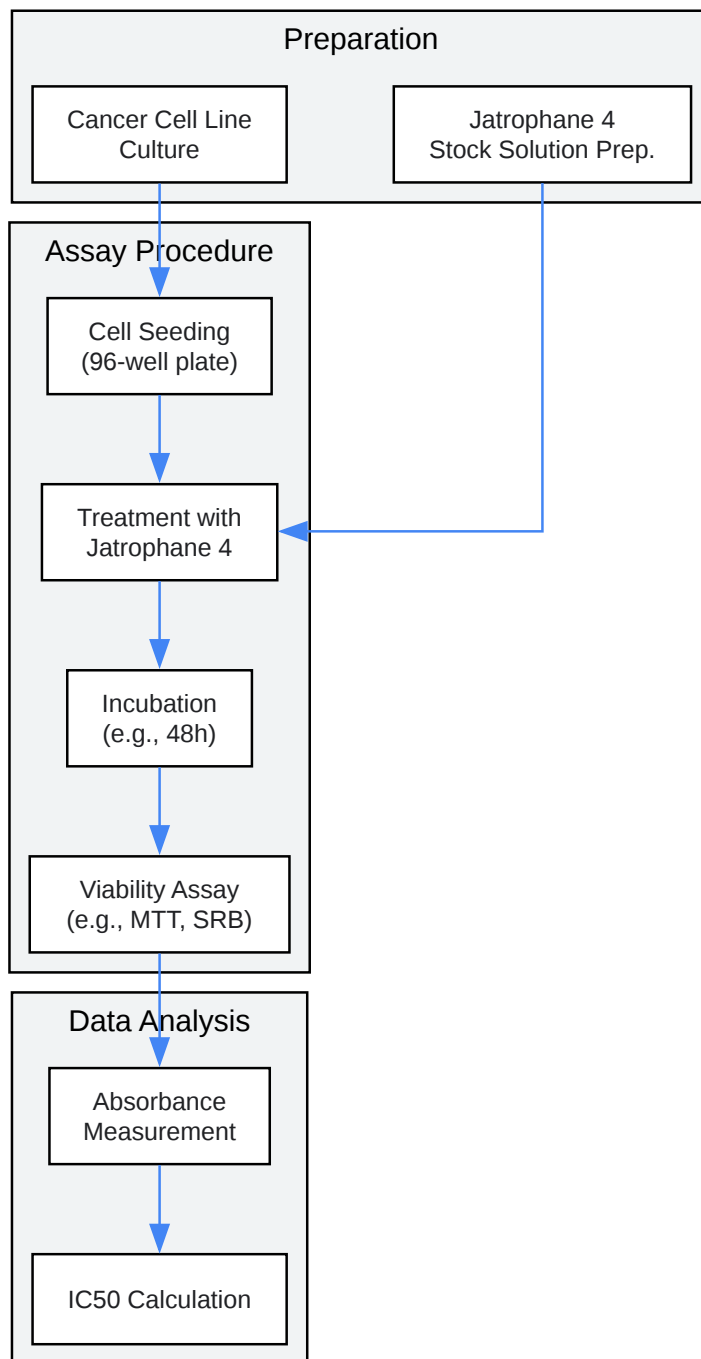 Preparation
Cancer Cell Line
Culture
Jatrophane 4
Stock Solution Prep.
Assay Procedure
Cell Seeding
(96-well plate)
Treatment with
Jatrophane 4
Incubation
(e.g., 48h)
Viability Assay
(e.g., MTT, SRB)
Data Analysis
Absorbance
Measurement
IC50 Calculation